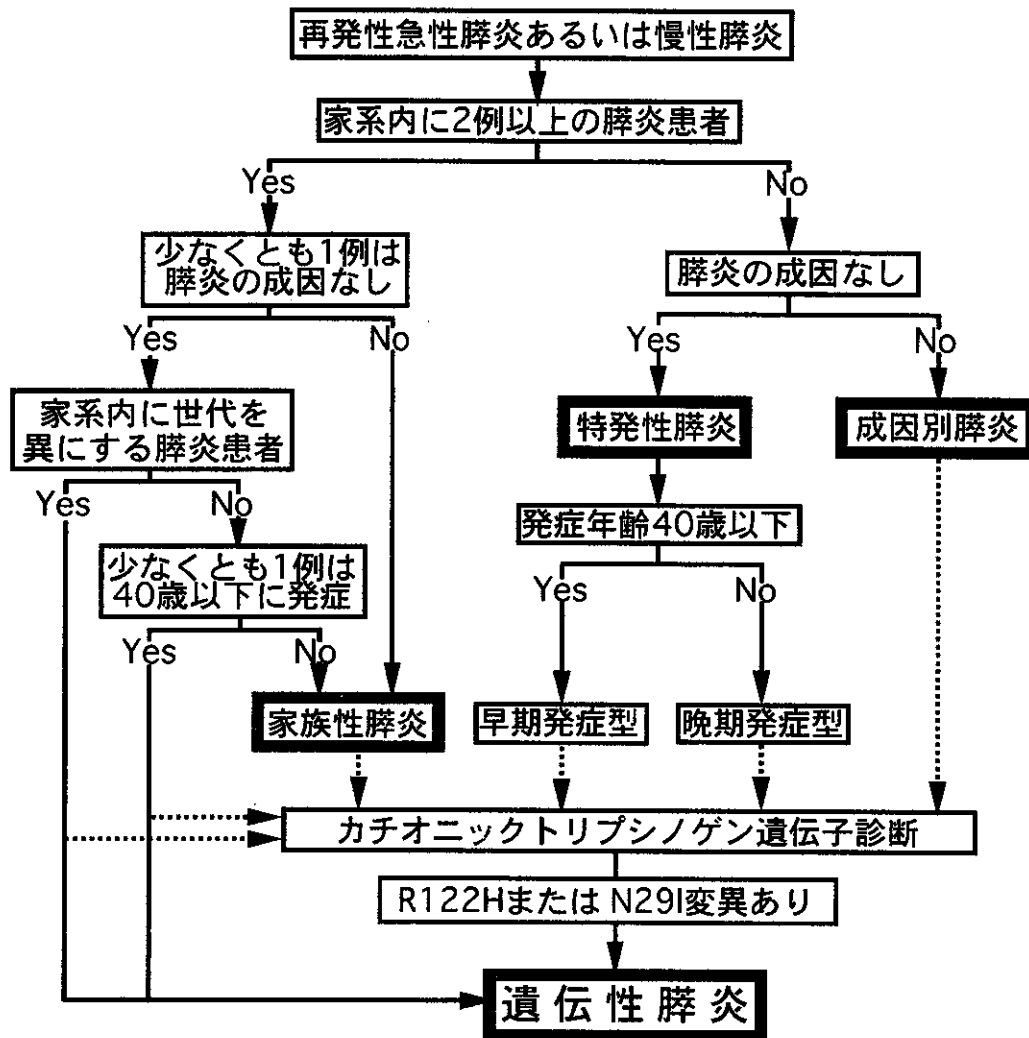 再発性急性膵炎あるいは慢性膵炎
家系内に2例以上の膵炎患者
Yes
No
少なくとも1例は
膵炎の成因なし
膵炎の成因なし
Yes
No
Yes
No
家系内に世代を
異にする膵炎患者
特発性膵炎
成因別膵炎
Yes
No
発症年齢40歳以下
少なくとも1例は
40歳以下に発症
Yes
No
Yes
No
家族性膵炎
早期発症型
晩期発症型
カチオニックトリプシノゲン遺伝子診断
R122Hまたは N29I変異あり
遺伝性膵炎